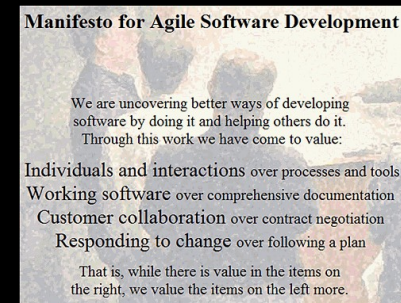 Manifesto for Agile Software Development
We are uncovering better ways of developing
software by doing it and helping others do it.
Through this work we have come to value:
Individuals and interactions over processes and tools
Working software over comprehensive documentation
Customer collaboration over contract negotiation
Responding to change over following a plan
That is, while there is value in the items on
the right, we value the items on the left more.